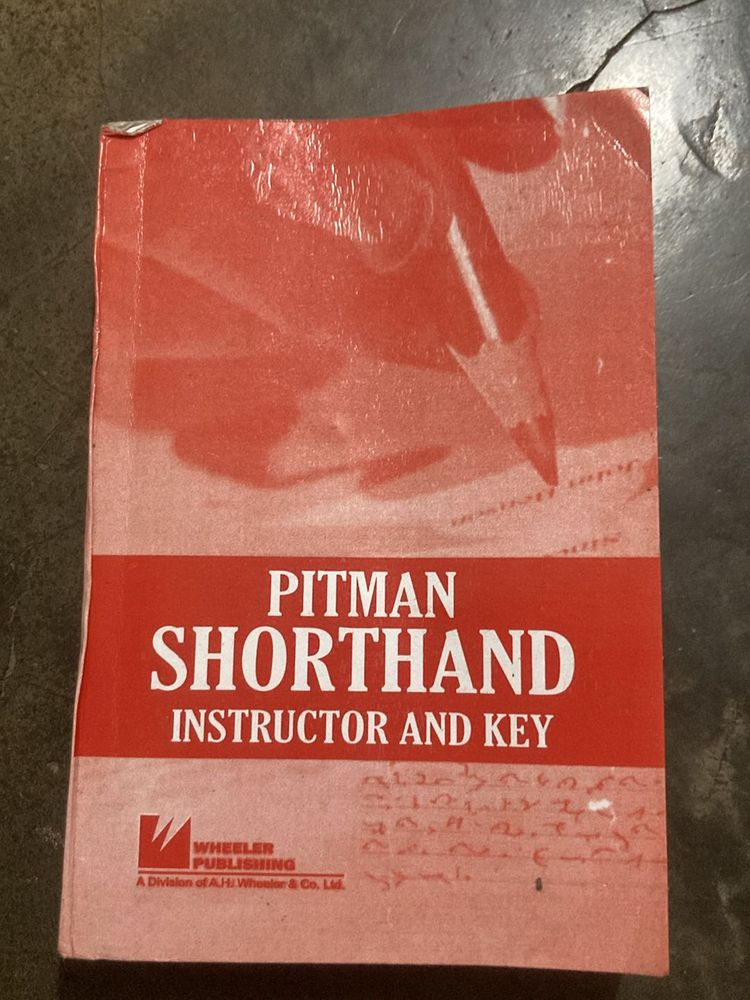 PITMAN
SHORTHAND
INSTRUCTOR AND KEY
WHEELER
PUBLISHING
A Division of A.H. Wheeler & Co. Ltd.